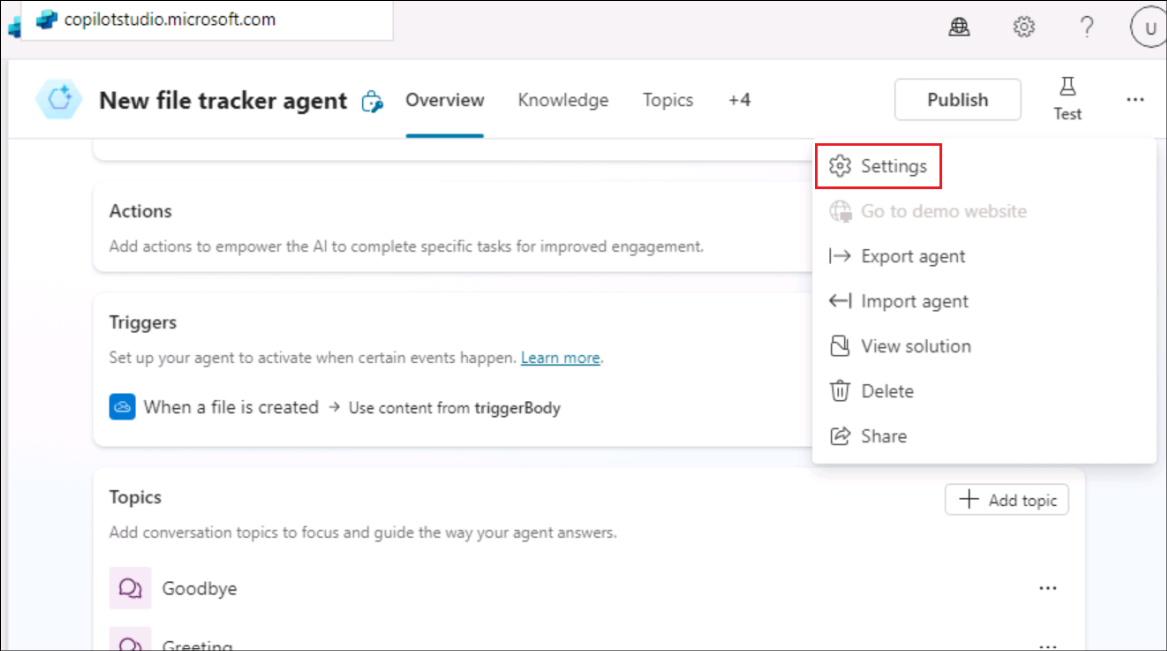 copilotstudio.microsoft.com
U
New file tracker agent Overview Knowledge Topics +4 Publish Test
Settings
Go to demo website
Export agent
Import agent
View solution
Delete
Share
Actions
Add actions to empower the AI to complete specific tasks for improved engagement.
Triggers
Set up your agent to activate when certain events happen. Learn more.
When a file is created → Use content from triggerBody
Topics
Add topic
Add conversation topics to focus and guide the way your agent answers.
Goodbye
Greeting